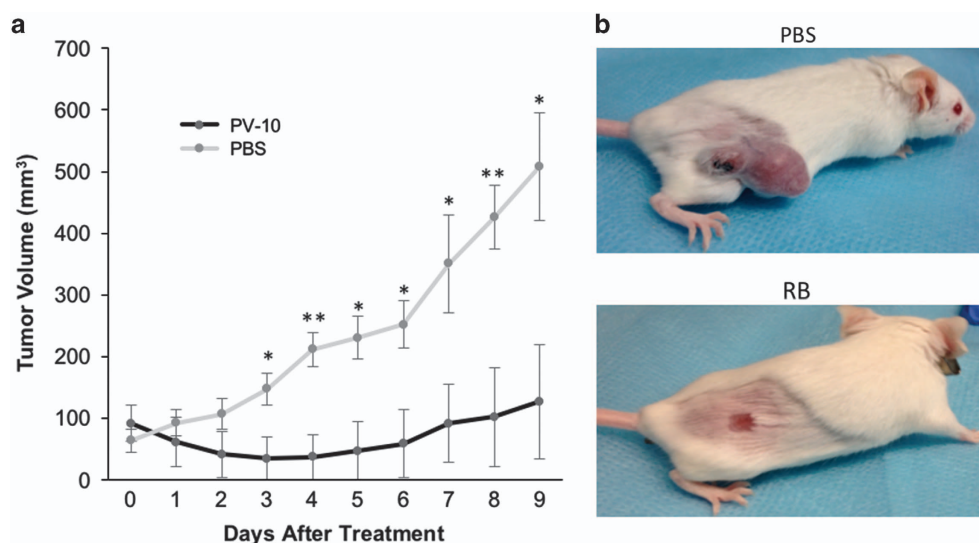 a
700
600
500
400
300
200
100
0
Tumor Volume (mm³)
PV-10
PBS
*
**
*
*
*
**
*
0 1 2 3 4 5 6 7 8 9
Days After Treatment
b
PBS
RB